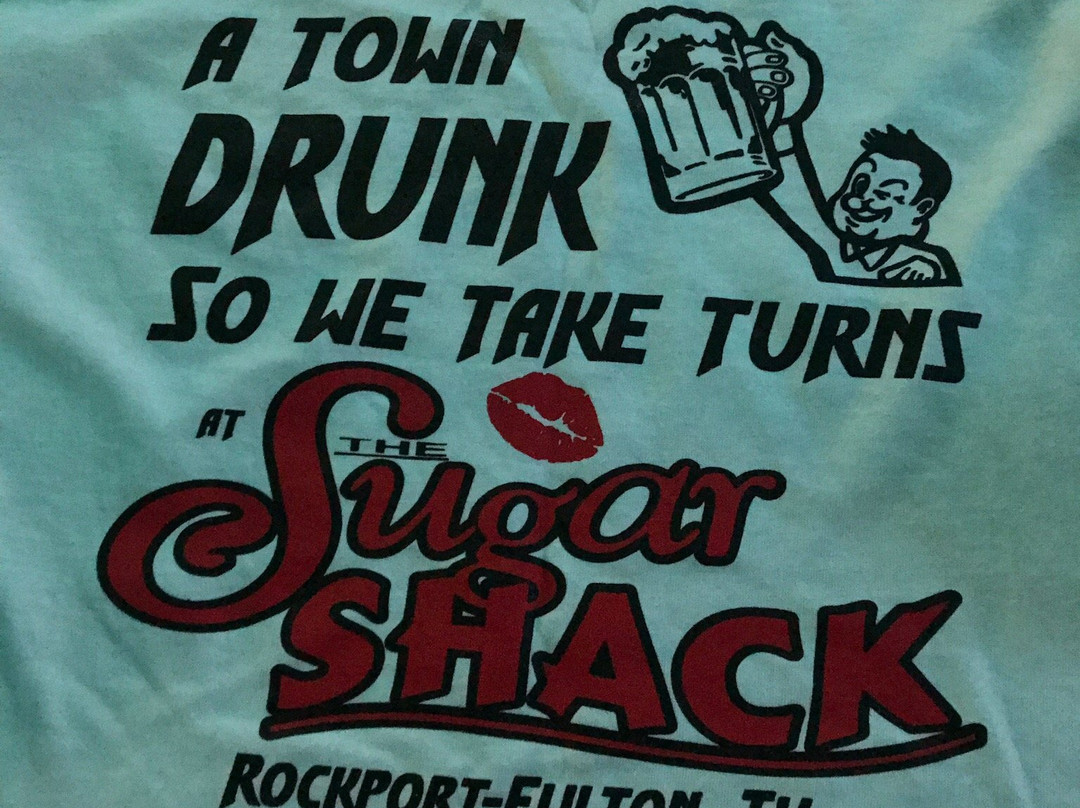 A TOWN
DRUNK
SO WE TAKE TURNS
AT
THE
Sugar
SHACK
ROCKPORT-FULTON,